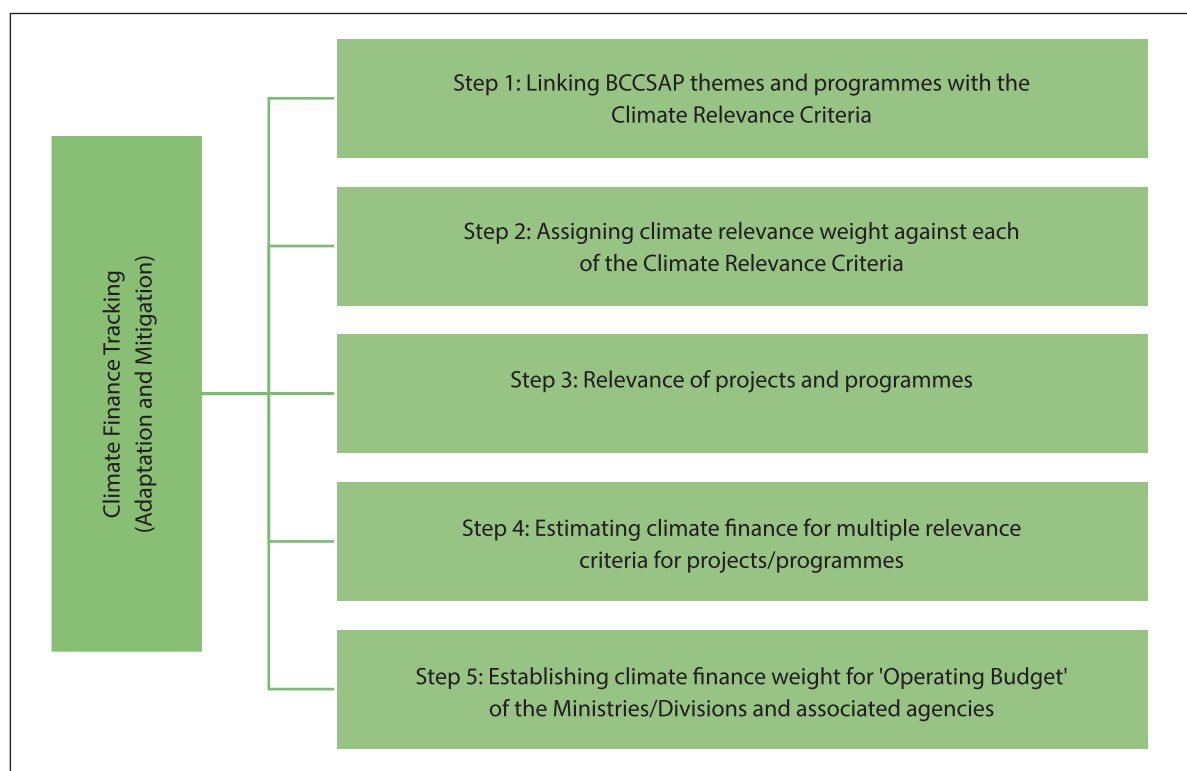 Climate Finance Tracking
(Adaptation and Mitigation)
Step 1: Linking BCCSAP themes and programmes with the
Climate Relevance Criteria
Step 2: Assigning climate relevance weight against each
of the Climate Relevance Criteria
Step 3: Relevance of projects and programmes
Step 4: Estimating climate finance for multiple relevance
criteria for projects/programmes
Step 5: Establishing climate finance weight for 'Operating Budget'
of the Ministries/Divisions and associated agencies